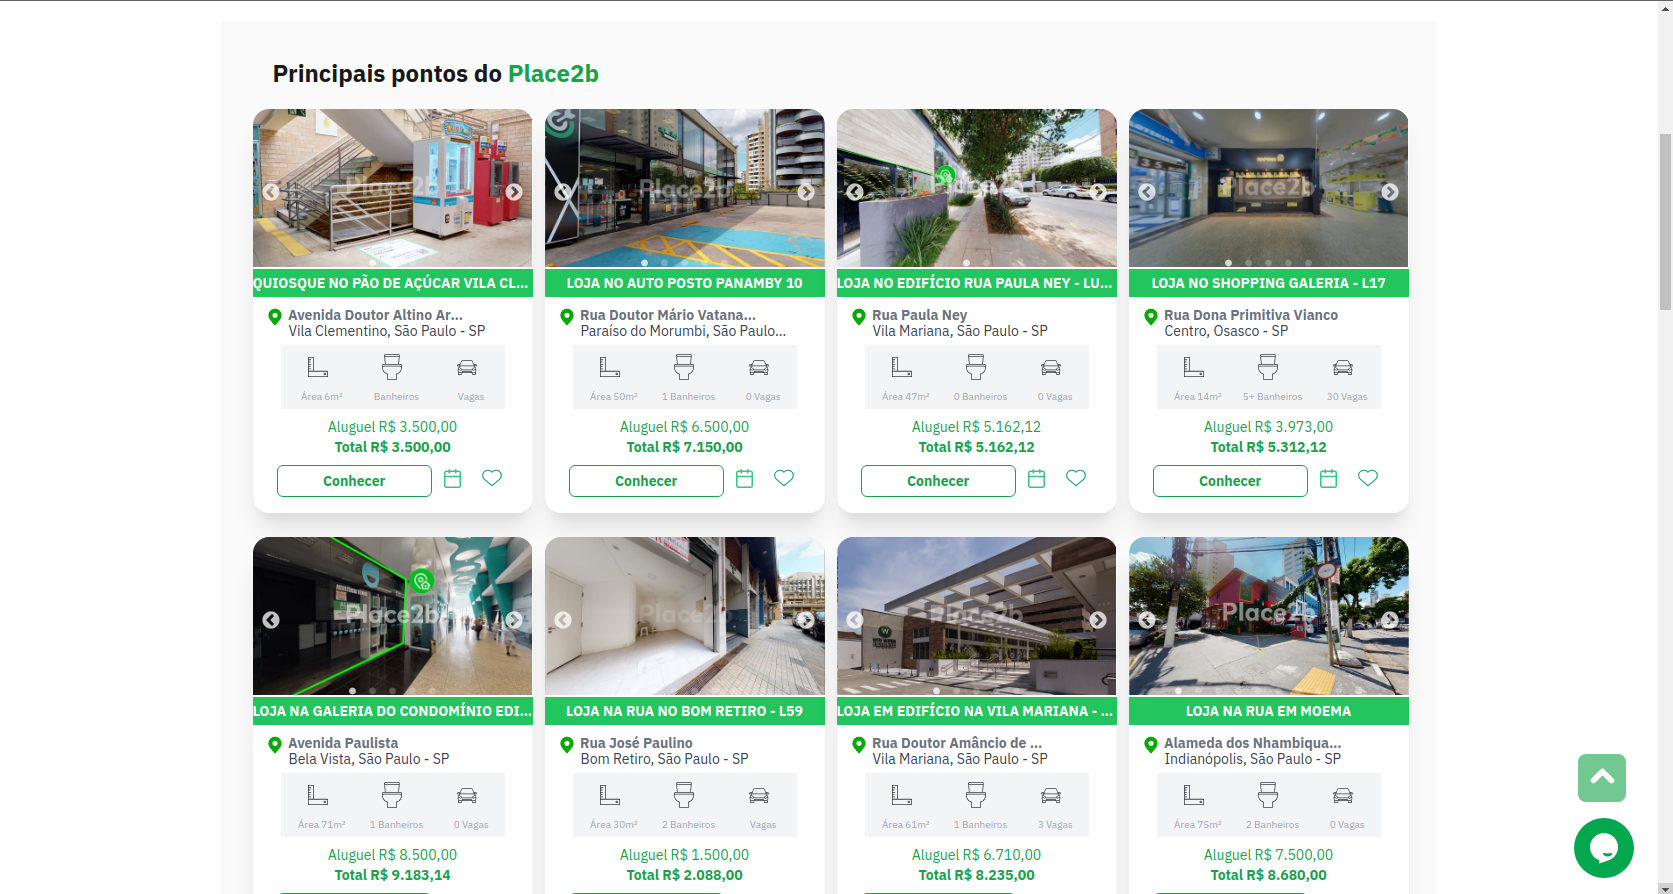 Principais pontos do Place2b
Place2b
Place2b
Place2b
Place2b
QUIOSQUE NO PÃO DE AÇÚCAR VILA CL...
LOJA NO AUTO POSTO PANAMBY 10
LOJA NO EDIFÍCIO RUA PAULA NEY - LU...
LOJA NO SHOPPING GALERIA - L17
Avenida Doutor Altino Ar...
Vila Clementino, São Paulo - SP
Rua Doutor Mário Vatana...
Paraíso do Morumbi, São Paulo...
Rua Paula Ney
Vila Mariana, São Paulo - SP
Rua Dona Primitiva Vianco
Centro, Osasco - SP
Área 6m² Banheiros Vagas
Área 50m² 1 Banheiros 0 Vagas
Área 47m² 0 Banheiros 0 Vagas
Área 14m² 5+ Banheiros 30 Vagas
Aluguel R$ 3.500,00
Total R$ 3.500,00
Aluguel R$ 6.500,00
Total R$ 7.150,00
Aluguel R$ 5.162,12
Total R$ 5.162,12
Aluguel R$ 3.973,00
Total R$ 5.312,12
Conhecer
Conhecer
Conhecer
Conhecer
Place2b
Place2b
Place2b
Place2b
LOJA NA GALERIA DO CONDOMÍNIO EDI...
LOJA NA RUA NO BOM RETIRO - L59
LOJA EM EDIFÍCIO NA VILA MARIANA - ...
LOJA NA RUA EM MOEMA
Avenida Paulista
Bela Vista, São Paulo - SP
Rua José Paulino
Bom Retiro, São Paulo - SP
Rua Doutor Amâncio de ...
Vila Mariana, São Paulo - SP
Alameda dos Nhambiqua...
Indianópolis, São Paulo - SP
Área 71m² 1 Banheiros 0 Vagas
Área 30m² 2 Banheiros Vagas
Área 61m² 1 Banheiros 3 Vagas
Área 75m² 2 Banheiros 0 Vagas
Aluguel R$ 8.500,00
Total R$ 9.183,14
Aluguel R$ 1.500,00
Total R$ 2.088,00
Aluguel R$ 6.710,00
Total R$ 8.235,00
Aluguel R$ 7.500,00
Total R$ 8.680,00